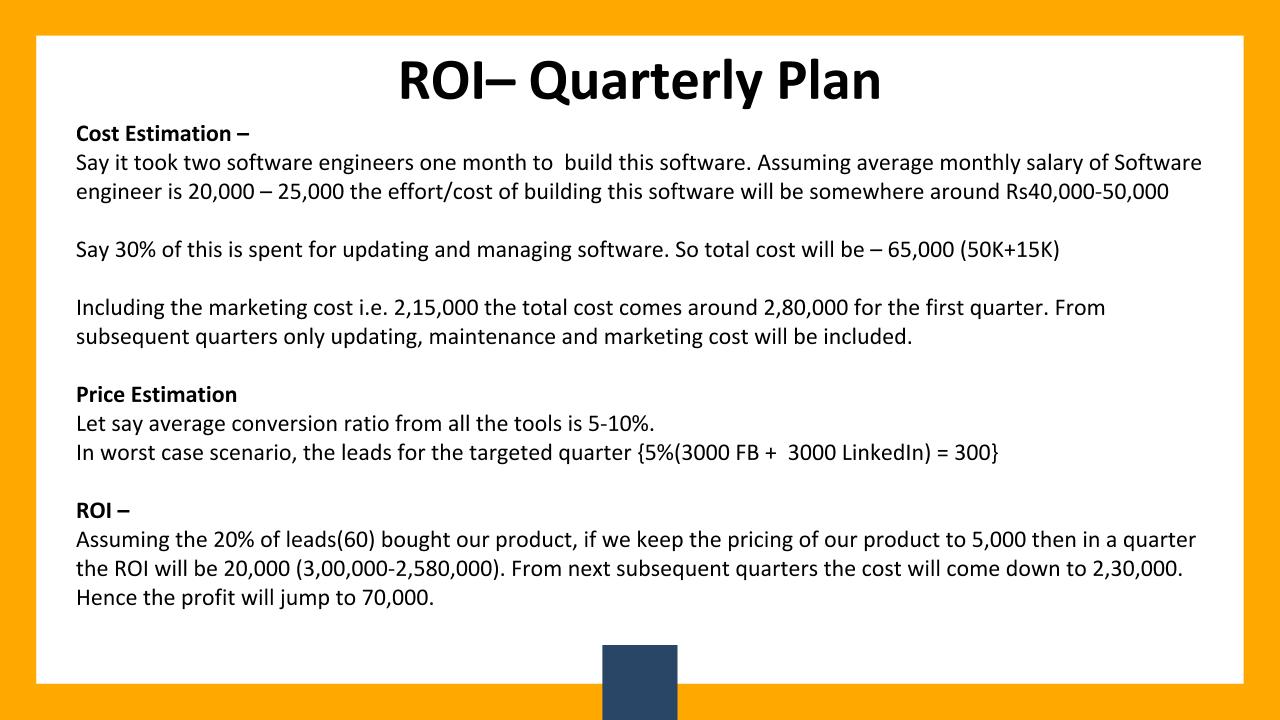 ROI– Quarterly Plan
Cost Estimation –
Say it took two software engineers one month to  build this software. Assuming average monthly salary of Software
engineer is 20,000 – 25,000 the effort/cost of building this software will be somewhere around Rs40,000-50,000
Say 30% of this is spent for updating and managing software. So total cost will be – 65,000 (50K+15K)
Including the marketing cost i.e. 2,15,000 the total cost comes around 2,80,000 for the first quarter. From
subsequent quarters only updating, maintenance and marketing cost will be included.
Price Estimation
Let say average conversion ratio from all the tools is 5-10%.
In worst case scenario, the leads for the targeted quarter {5%(3000 FB +  3000 LinkedIn) = 300}
ROI –
Assuming the 20% of leads(60) bought our product, if we keep the pricing of our product to 5,000 then in a quarter
the ROI will be 20,000 (3,00,000-2,580,000). From next subsequent quarters the cost will come down to 2,30,000.
Hence the profit will jump to 70,000.